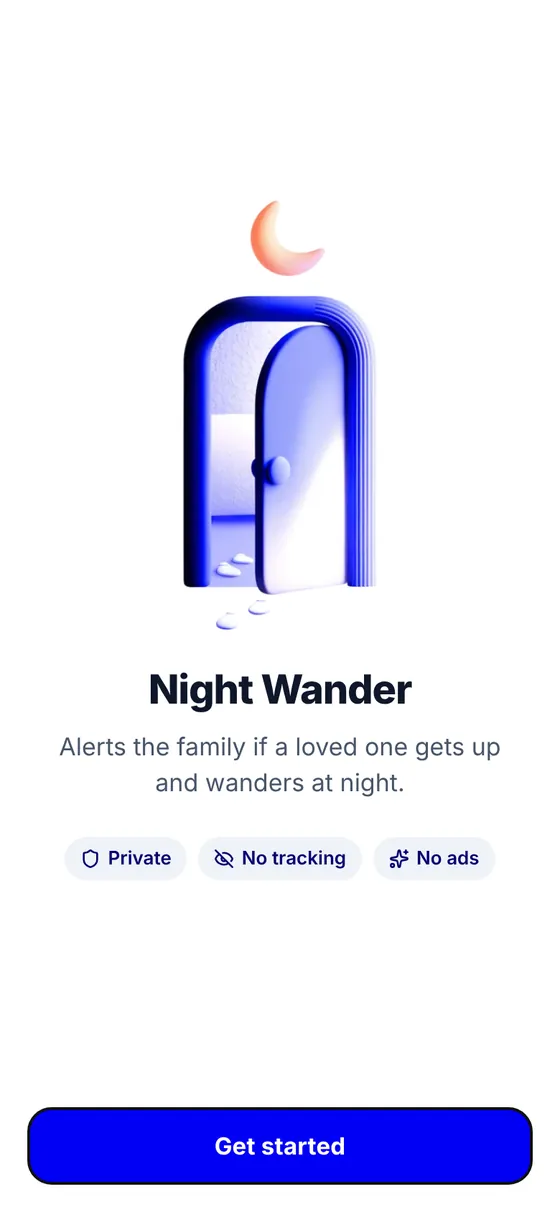 Night Wander
Alerts the family if a loved one gets up
and wanders at night.
Private
No tracking
No ads
Get started